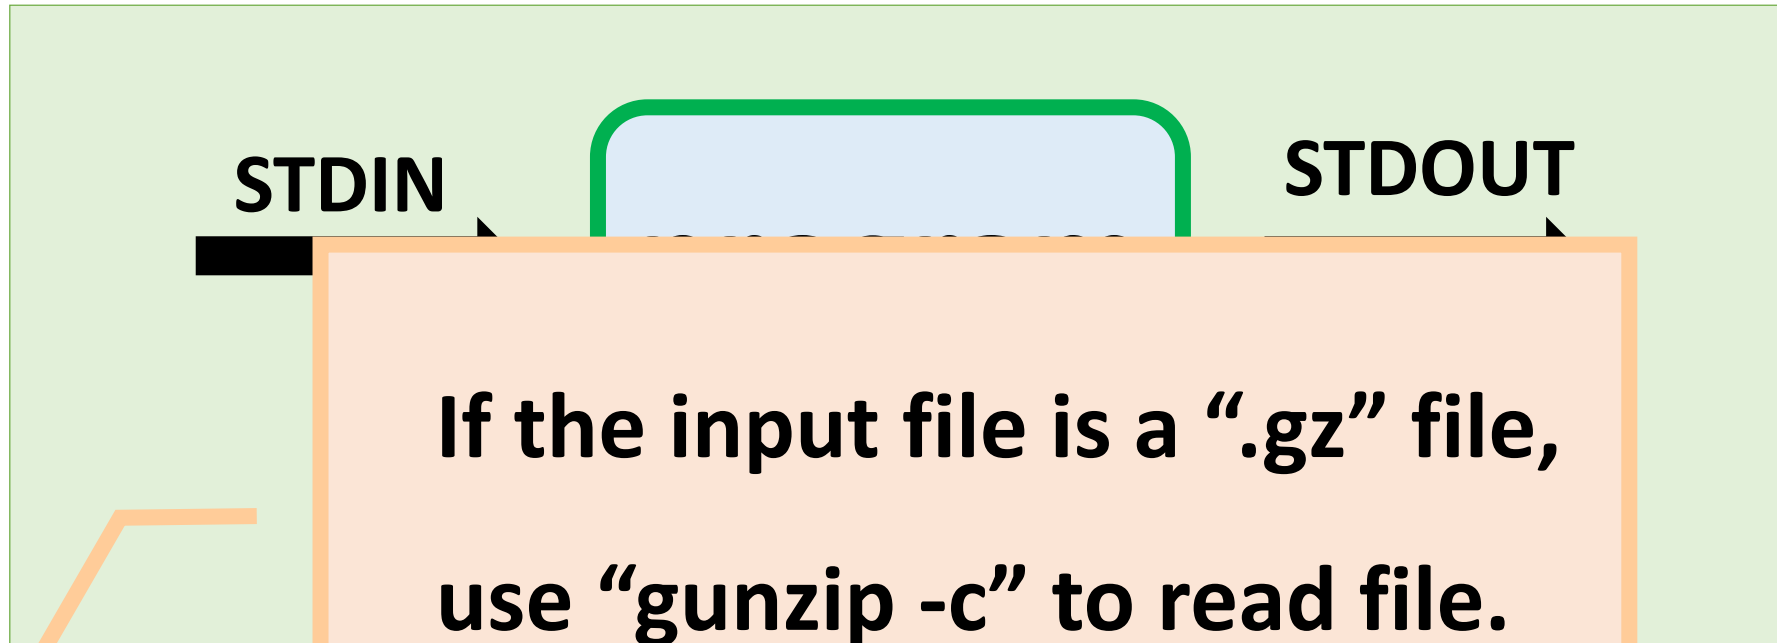 STDIN
STDOUT
If the input file is a “.gz” file,
use “gunzip -c” to read file.